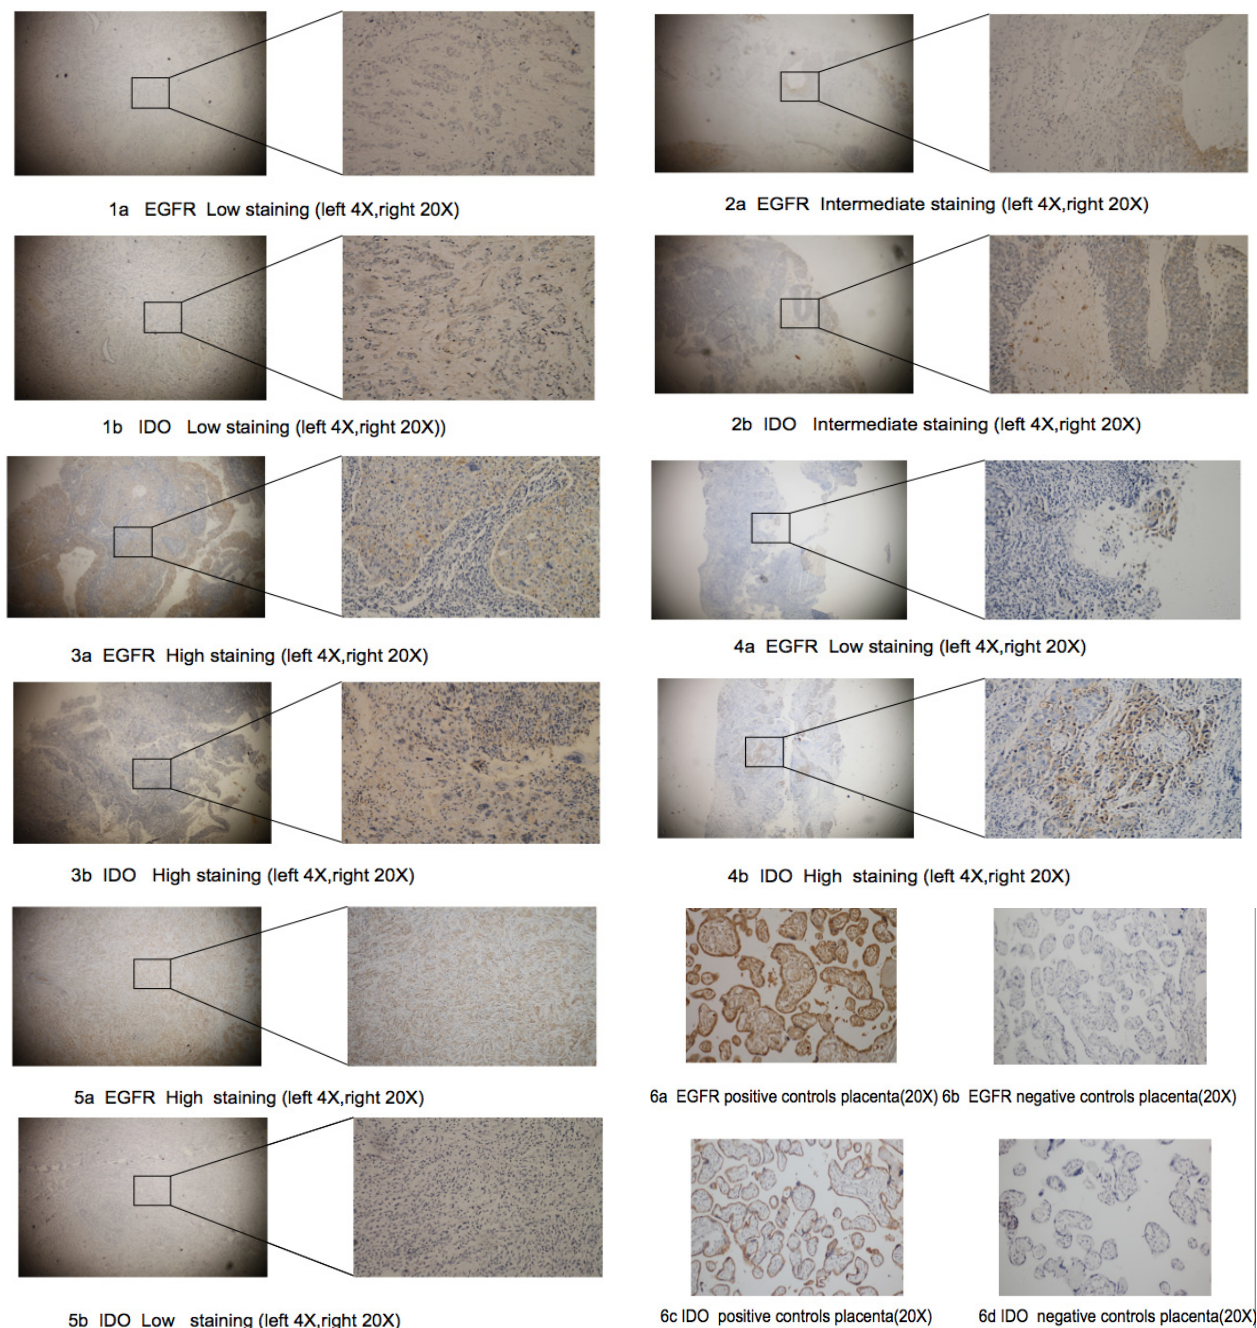 1a EGFR Low staining (left 4X,right 20X)
2a EGFR Intermediate staining (left 4X,right 20X)
1b IDO Low staining (left 4X,right 20X))
2b IDO Intermediate staining (left 4X,right 20X)
3a EGFR High staining (left 4X,right 20X)
4a EGFR Low staining (left 4X,right 20X)
3b IDO High staining (left 4X,right 20X)
4b IDO High staining (left 4X,right 20X)
5a EGFR High staining (left 4X,right 20X)
6a EGFR positive controls placenta(20X)
6b EGFR negative controls placenta(20X)
5b IDO Low staining (left 4X,right 20X)
6c IDO positive controls placenta(20X)
6d IDO negative controls placenta(20X)